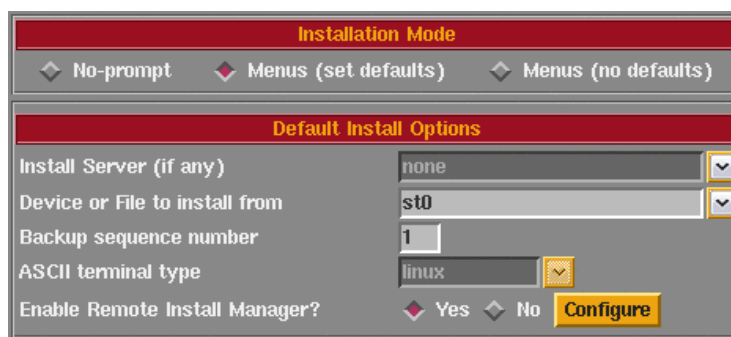 Installation Mode
No-prompt Menus (set defaults) Menus (no defaults)
Default Install Options
Install Server (if any) none
Device or File to install from st0
Backup sequence number 1
ASCII terminal type linux
Enable Remote Install Manager? Yes No Configure